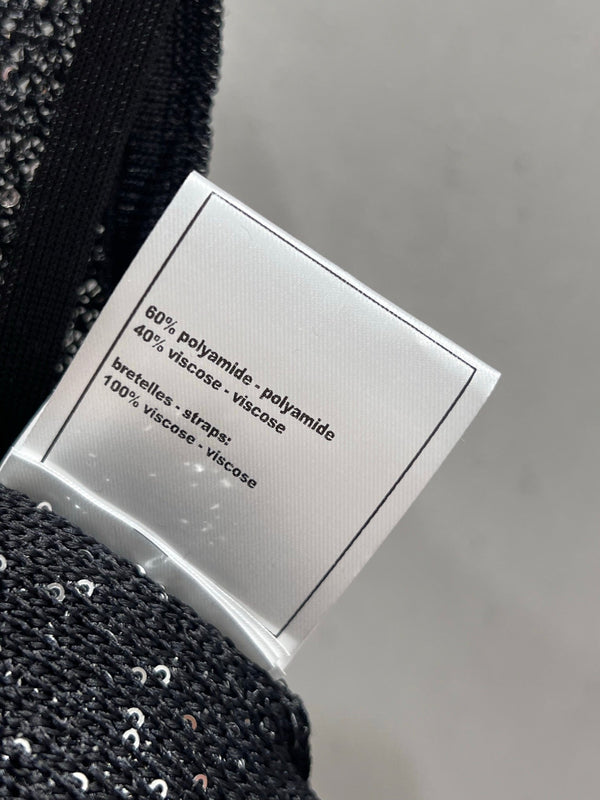 60% polyamide - polyamide
40% viscose - viscose
bretelles - straps:
100% viscose - viscose